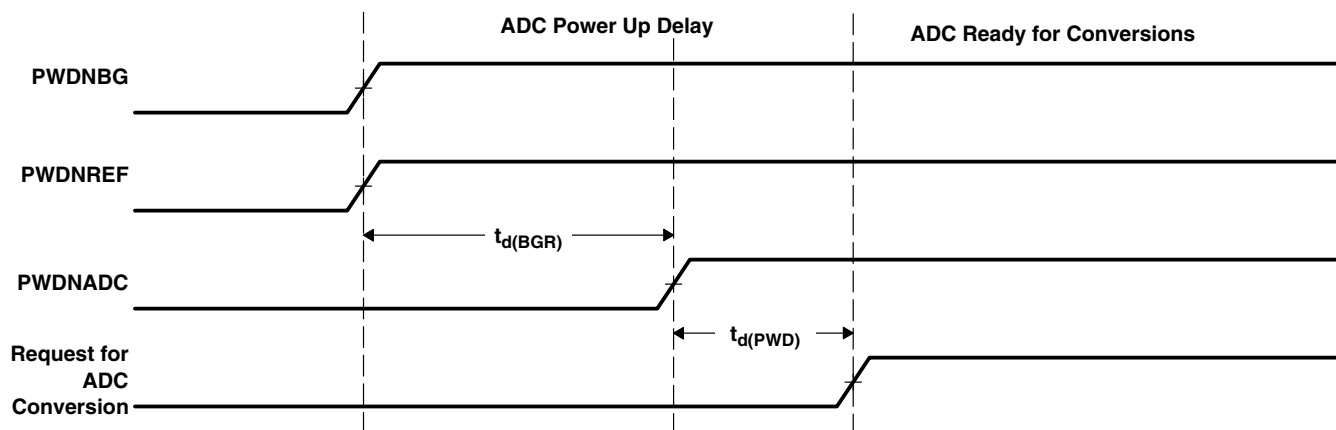 ADC Power Up Delay
ADC Ready for Conversions
PWDNBG
PWDNREF
td(BGR)
PWDNADC
td(PWD)
Request for
ADC
Conversion